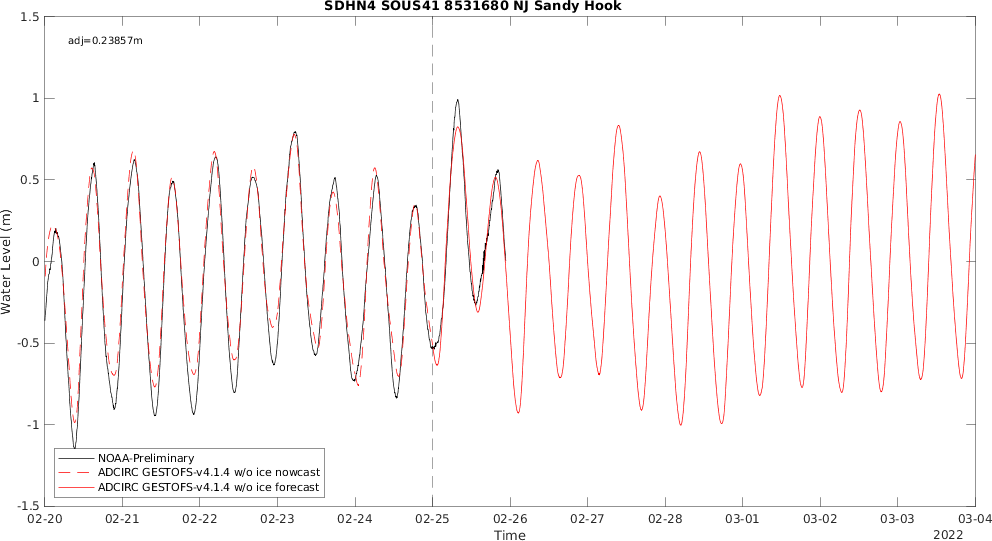 SDHN4 SOUS41 8531680 NJ Sandy Hook
adj=0.23857m
1.5
1
0.5
0
-0.5
-1
-1.5
Water Level (m)
NOAA-Preliminary
ADCIRC GESTOFS-v4.1.4 w/o ice nowcast
ADCIRC GESTOFS-v4.1.4 w/o ice forecast
02-20 02-21 02-22 02-23 02-24 02-25 02-26 02-27 02-28 03-01 03-02 03-03 03-04
Time
2022